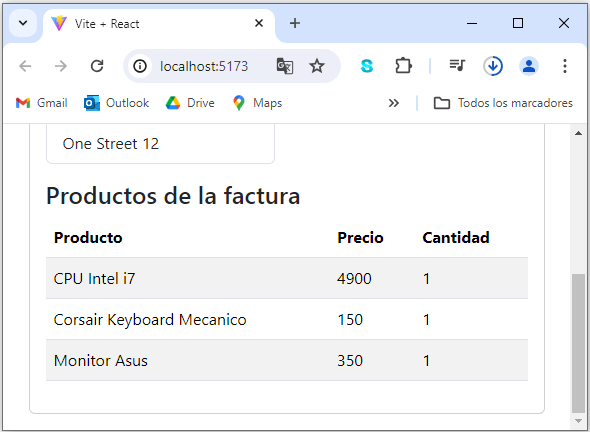 Vite + React
localhost:5173
Gmail Outlook Drive Maps Todos los marcadores
One Street 12
Productos de la factura
Producto Precio Cantidad
CPU Intel i7 4900 1
Corsair Keyboard Mecanico 150 1
Monitor Asus 350 1